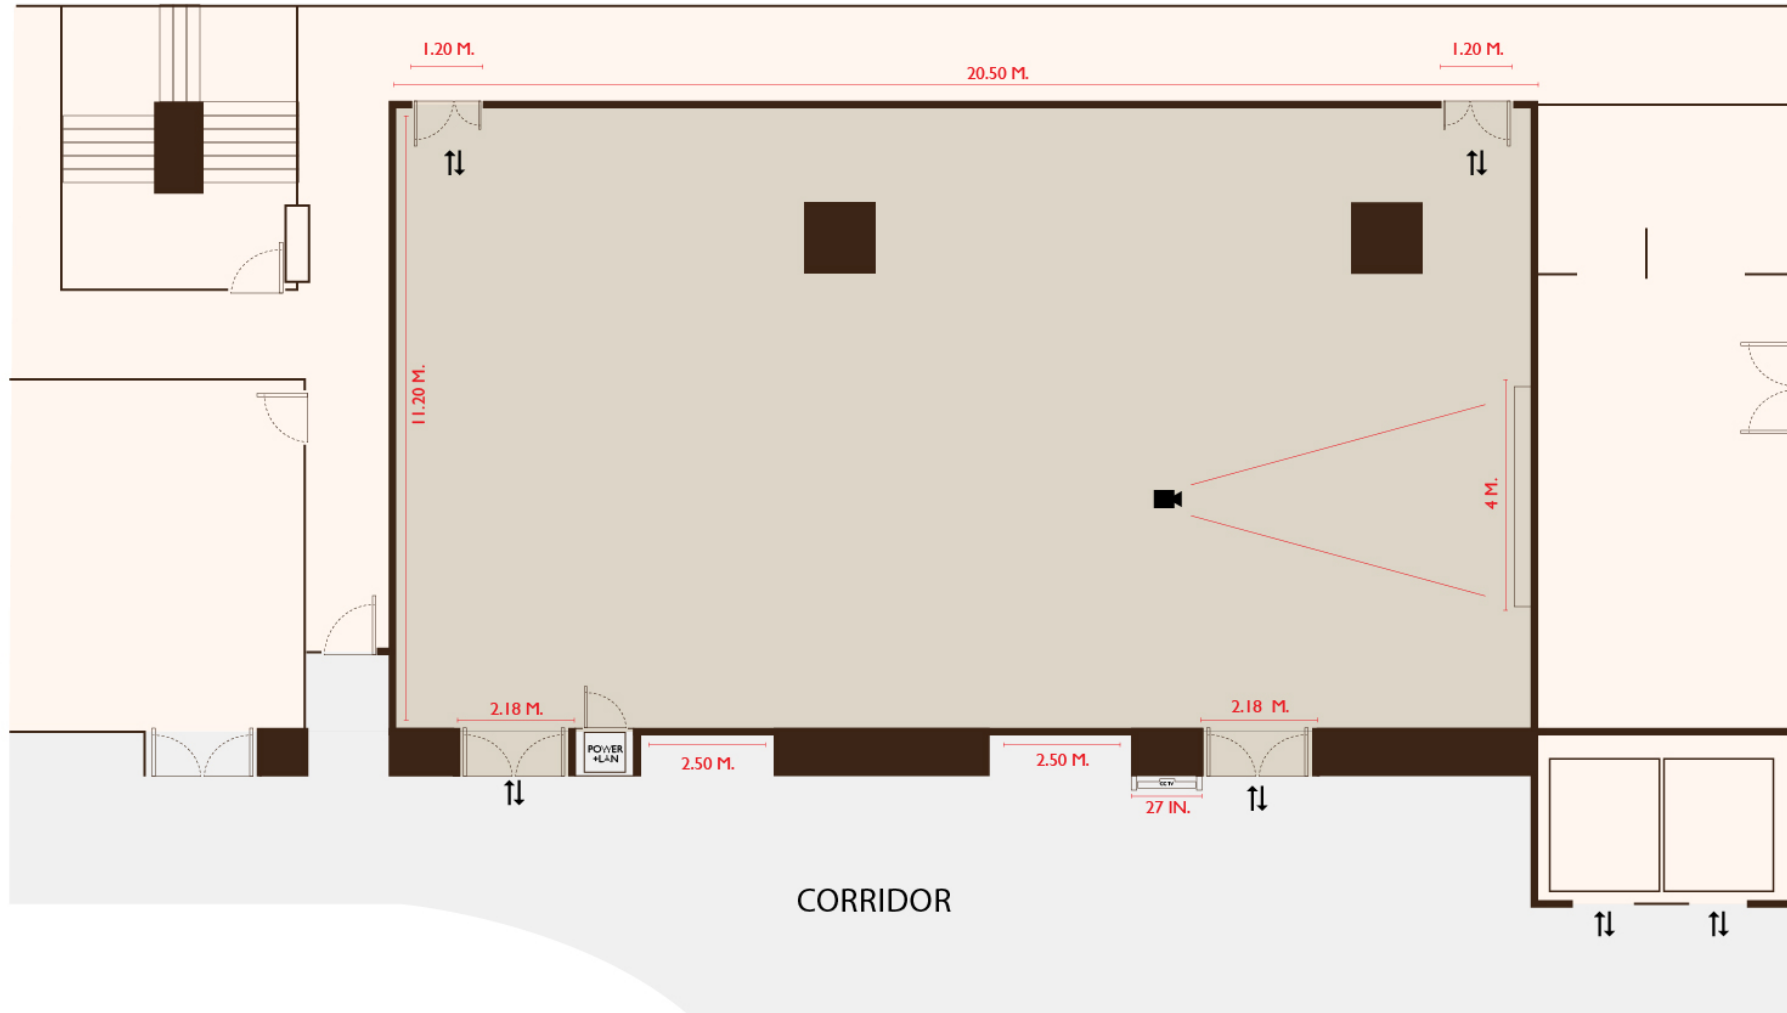 1.20 M.
1.20 M.
20.50 M.
11.20 M.
4 M.
2.18 M.
2.18 M.
POWER
+LAN
2.50 M.
2.50 M.
CCTV
27 IN.
CORRIDOR